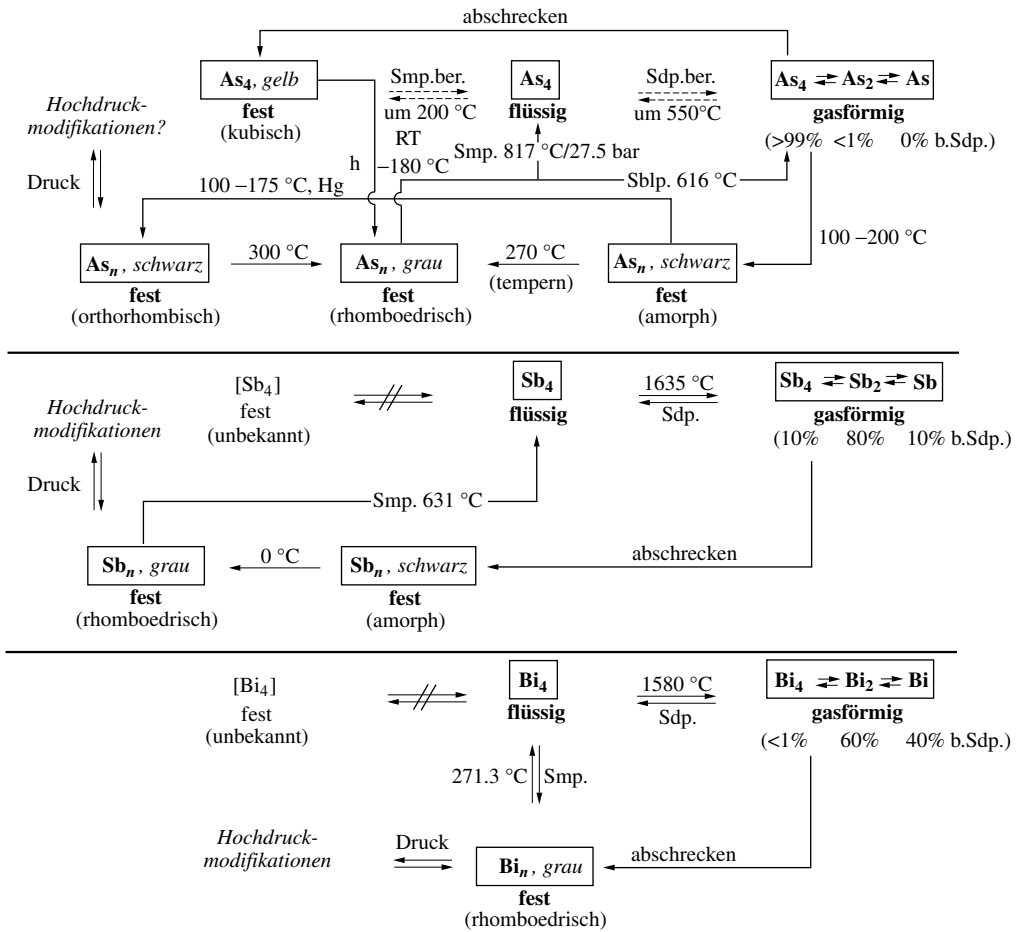 abschrecken
As4, gelb
fest
(kubisch)
Smp.ber.
um 200 °C
As4
flüssig
Sdp.ber.
um 550°C
As4 ⇌ As2 ⇌ As
gasförmig
(>99% <1% 0% b.Sdp.)
Hochdruck-
modifikationen?
Druck
RT
h
–180 °C
Smp. 817 °C/27.5 bar
Sblp. 616 °C
100 –175 °C, Hg
100 –200 °C
Asn, schwarz
fest
(orthorhombisch)
300 °C
Asn, grau
fest
(rhomboedrisch)
270 °C
(tempern)
Asn, schwarz
fest
(amorph)
[Sb4]
fest
(unbekannt)
Sb4
flüssig
1635 °C
Sdp.
Sb4 ⇌ Sb2 ⇌ Sb
gasförmig
(10% 80% 10% b.Sdp.)
Hochdruck-
modifikationen
Druck
Smp. 631 °C
abschrecken
Sbn, grau
fest
(rhomboedrisch)
0 °C
Sbn, schwarz
fest
(amorph)
[Bi4]
fest
(unbekannt)
Bi4
flüssig
1580 °C
Sdp.
Bi4 ⇌ Bi2 ⇌ Bi
gasförmig
(<1% 60% 40% b.Sdp.)
271.3 °C Smp.
Hochdruck-
modifikationen
Druck
Bin, grau
fest
(rhomboedrisch)
abschrecken